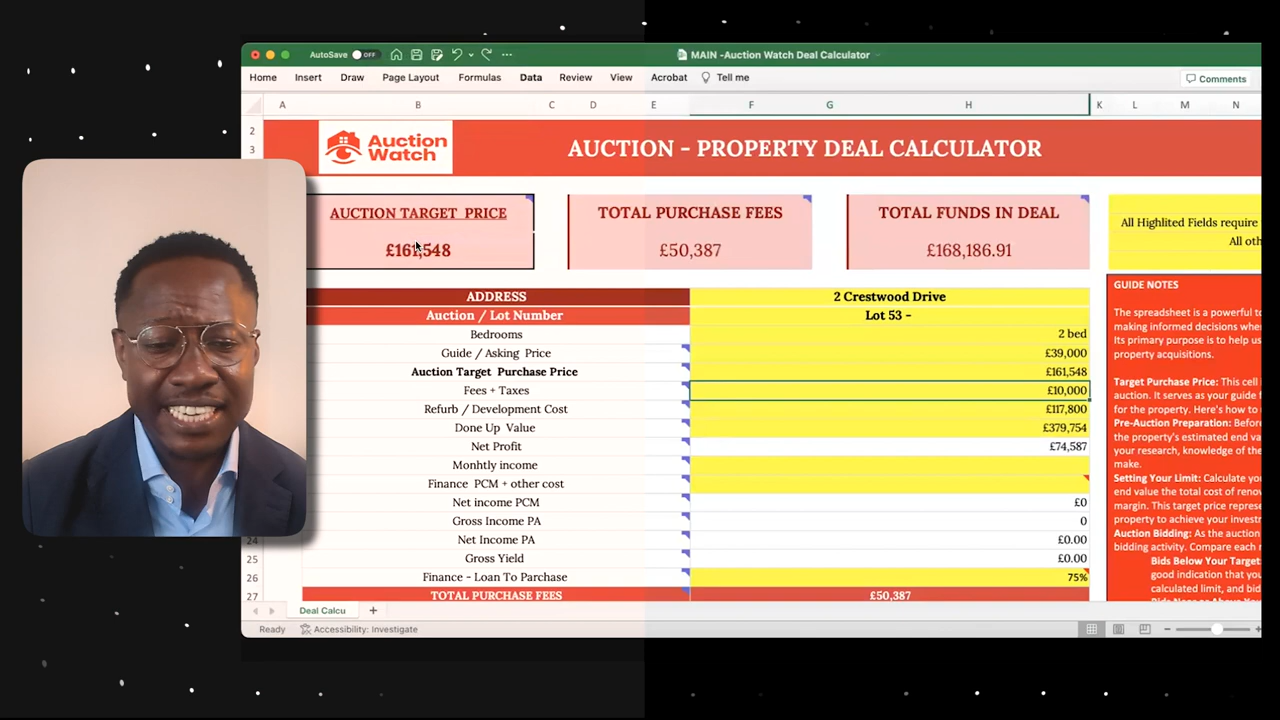 AutoSave OFF
MAIN -Auction Watch Deal Calculator
Home Insert Draw Page Layout Formulas Data Review View Acrobat Tell me
Comments
A B C D E F G H K L M N
2
3
Auction
Watch
AUCTION - PROPERTY DEAL CALCULATOR
AUCTION TARGET PRICE
£161,548
TOTAL PURCHASE FEES
£50,387
TOTAL FUNDS IN DEAL
£168,186.91
All Highlited Fields require
All oth
ADDRESS 2 Crestwood Drive
Auction / Lot Number Lot 53 -
Bedrooms 2 bed
Guide / Asking Price £39,000
Auction Target Purchase Price £161,548
Fees + Taxes £10,000
Refurb / Development Cost £117,800
Done Up Value £379,754
Net Profit £74,587
Monhtly income
Finance PCM + other cost
Net income PCM £0
Gross Income PA 0
24 Net Income PA £0.00
25 Gross Yield £0.00
26 Finance - Loan To Parchase 75%
27 TOTAL PURCHASE FEES £50,387
GUIDE NOTES
The spreadsheet is a powerful to
making informed decisions whe
Its primary purpose is to help us
property acquisitions.
Target Purchase Price: This cell
auction. It serves as your guide
for the property. Here's how to
Pre-Auction Preparation: Before
the property's estimated end va
your research, knowledge of the
make.
Setting Your Limit: Calculate you
end value the total cost of renov
margin. This target price represe
property to achieve your investm
Auction Bidding: As the auction
bidding activity. Compare each
Bids Below Your Target:
good indication that you
calculated limit, and bid
Deal Calcu +
Ready Accessibility: Investigate